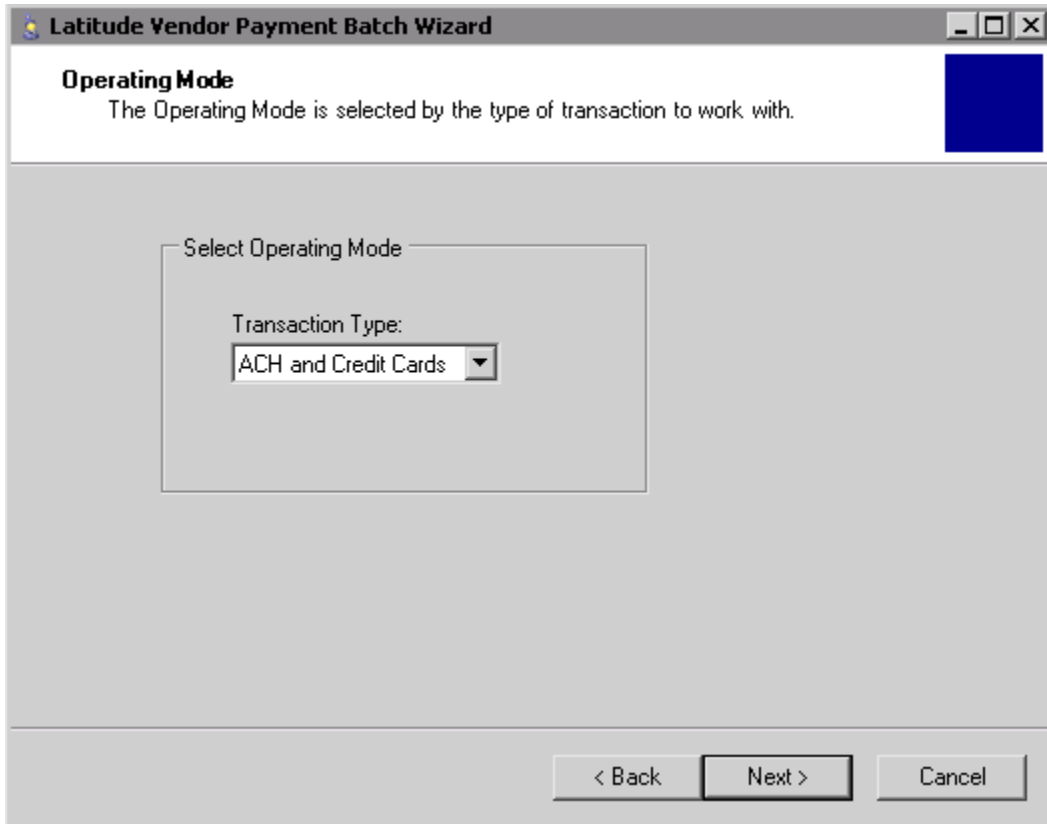 Latitude Vendor Payment Batch Wizard
Operating Mode
The Operating Mode is selected by the type of transaction to work with.
Select Operating Mode
Transaction Type:
ACH and Credit Cards
< Back Next > Cancel